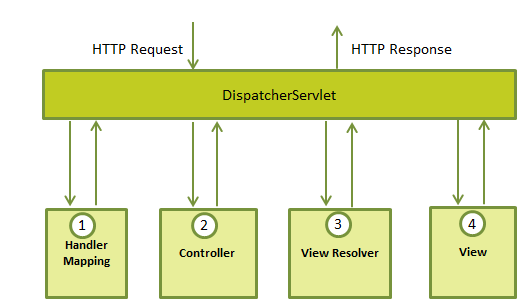 HTTP Request
HTTP Response
DispatcherServlet
1
Handler
Mapping
2
Controller
3
View Resolver
4
View